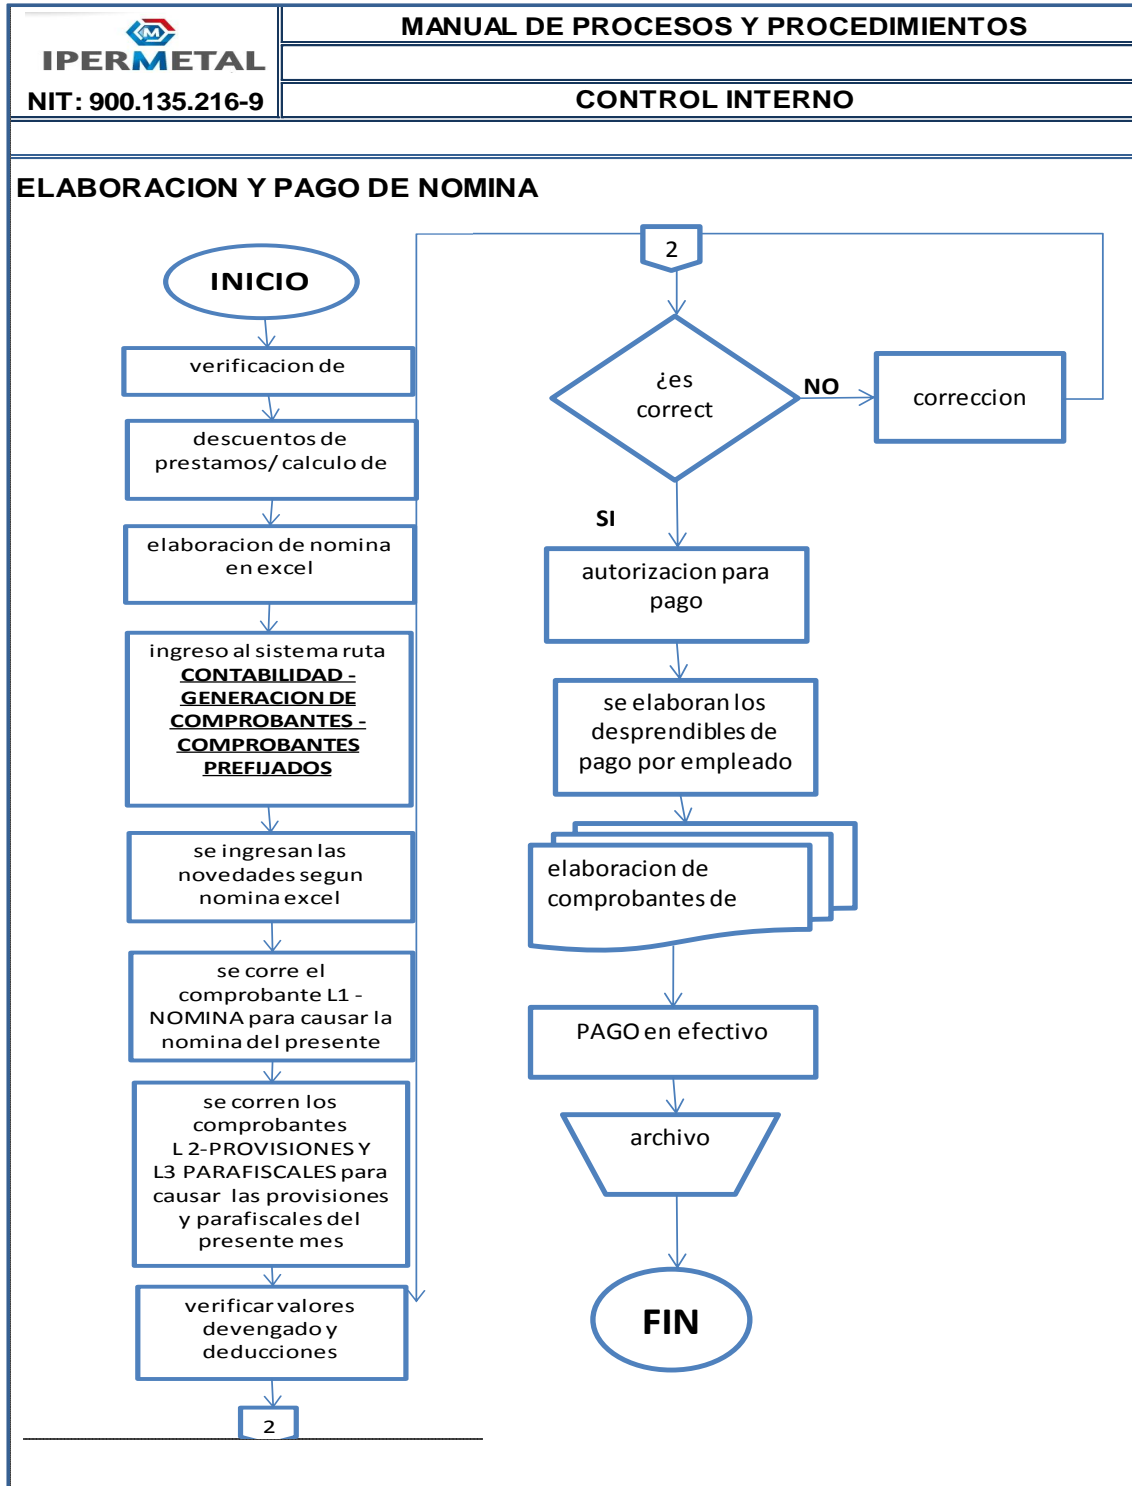 IPERMETAL
NIT: 900.135.216-9
MANUAL DE PROCESOS Y PROCEDIMIENTOS
CONTROL INTERNO
ELABORACION Y PAGO DE NOMINA
INICIO
verificacion de
descuentos de
prestamos/ calculo de
elaboracion de nomina
en excel
ingreso al sistema ruta
CONTABILIDAD -
GENERACION DE
COMPROBANTES -
COMPROBANTES
PREFIJADOS
se ingresan las
novedades segun
nomina excel
se corre el
comprobante L1 -
NOMINA para causar la
nomina del presente
se corren los
comprobantes
L 2-PROVISIONES Y
L3 PARAFISCALES para
causar las provisiones
y parafiscales del
presente mes
verificar valores
devengado y
deducciones
2
2
¿es
correct
NO
correccion
SI
autorizacion para
pago
se elaboran los
desprendibles de
pago por empleado
elaboracion de
comprobantes de
PAGO en efectivo
archivo
FIN